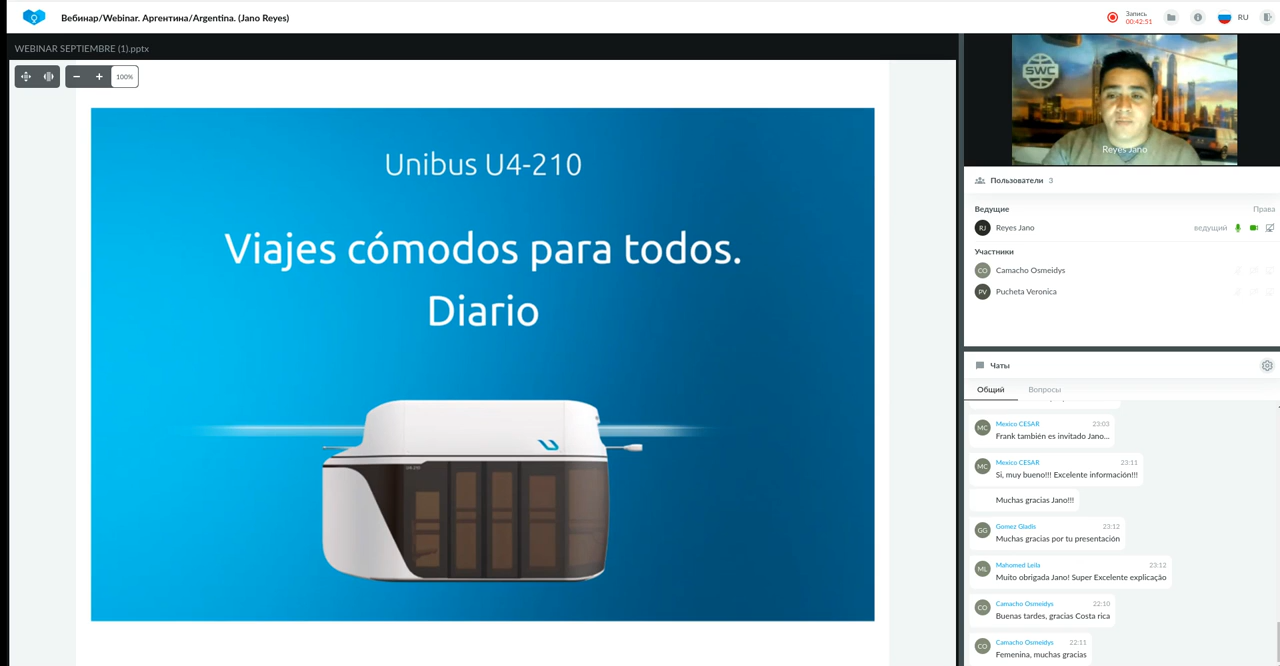 Вебинар/Webinar. Аргентина/Argentina. (Jano Reyes)
Запись
00:42:51
RU
WEBINAR SEPTIEMBRE (1).pptx
100%
Unibus U4-210
Viajes cómodos para todos.
Diario
SWC
Reyes Jano
Пользователи 3
Ведущие Права
RJ Reyes Jano ведущий
Участники
CO Camacho Osmeidys
PV Pucheta Veronica
Чаты
Общий Вопросы
MC Mexico CESAR 23:03
Frank también es invitado Jano...
MC Mexico CESAR 23:11
Si, muy bueno!!! Excelente información!!!
Muchas gracias Jano!!!
GG Gomez Gladis 23:12
Muchas gracias por tu presentación
ML Mahomed Leila 23:12
Muito obrigada Jano! Super Excelente explicação
CO Camacho Osmeidys 22:10
Buenas tardes, gracias Costa rica
CO Camacho Osmeidys 22:11
Femenina, muchas gracias